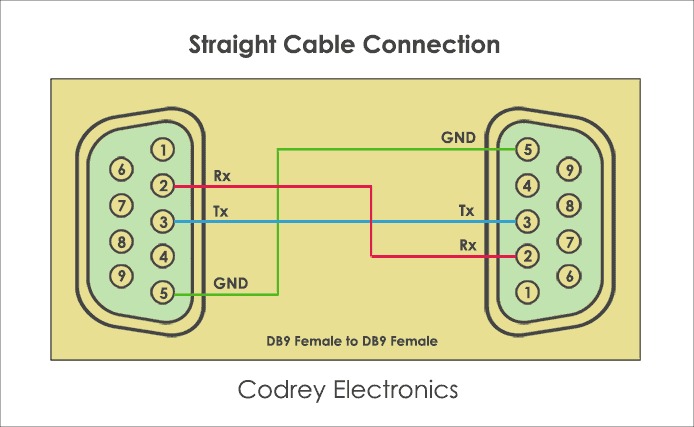 Straight Cable Connection
1
6
2
7
3
8
4
9
5
Rx
Tx
GND
GND
Tx
Rx
5
9
4
8
3
7
2
6
1
DB9 Female to DB9 Female
Codrey Electronics